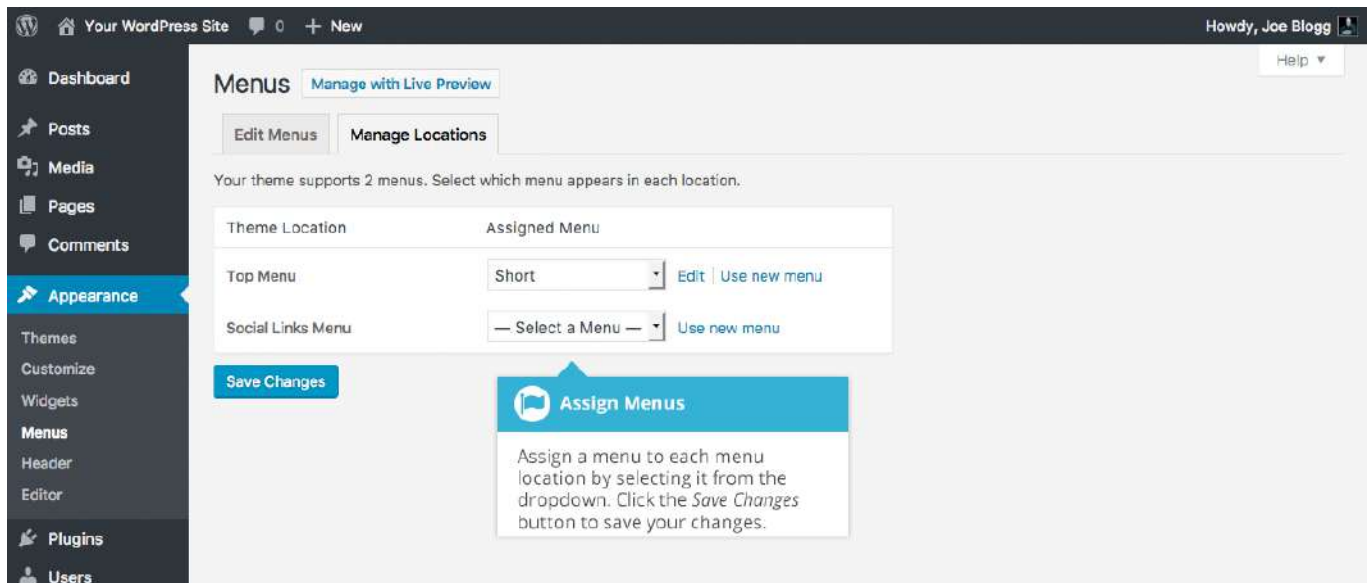 Your WordPress Site 0 + New Howdy, Joe Blogg
Help ▼
Dashboard
Posts
Media
Pages
Comments
Appearance
Themes
Customize
Widgets
Menus
Header
Editor
Plugins
Users
Menus Manage with Live Preview
Edit Menus Manage Locations
Your theme supports 2 menus. Select which menu appears in each location.
Theme Location Assigned Menu
Top Menu Short Edit | Use new menu
Social Links Menu — Select a Menu — Use new menu
Save Changes
Assign Menus
Assign a menu to each menu
location by selecting it from the
dropdown. Click the Save Changes
button to save your changes.